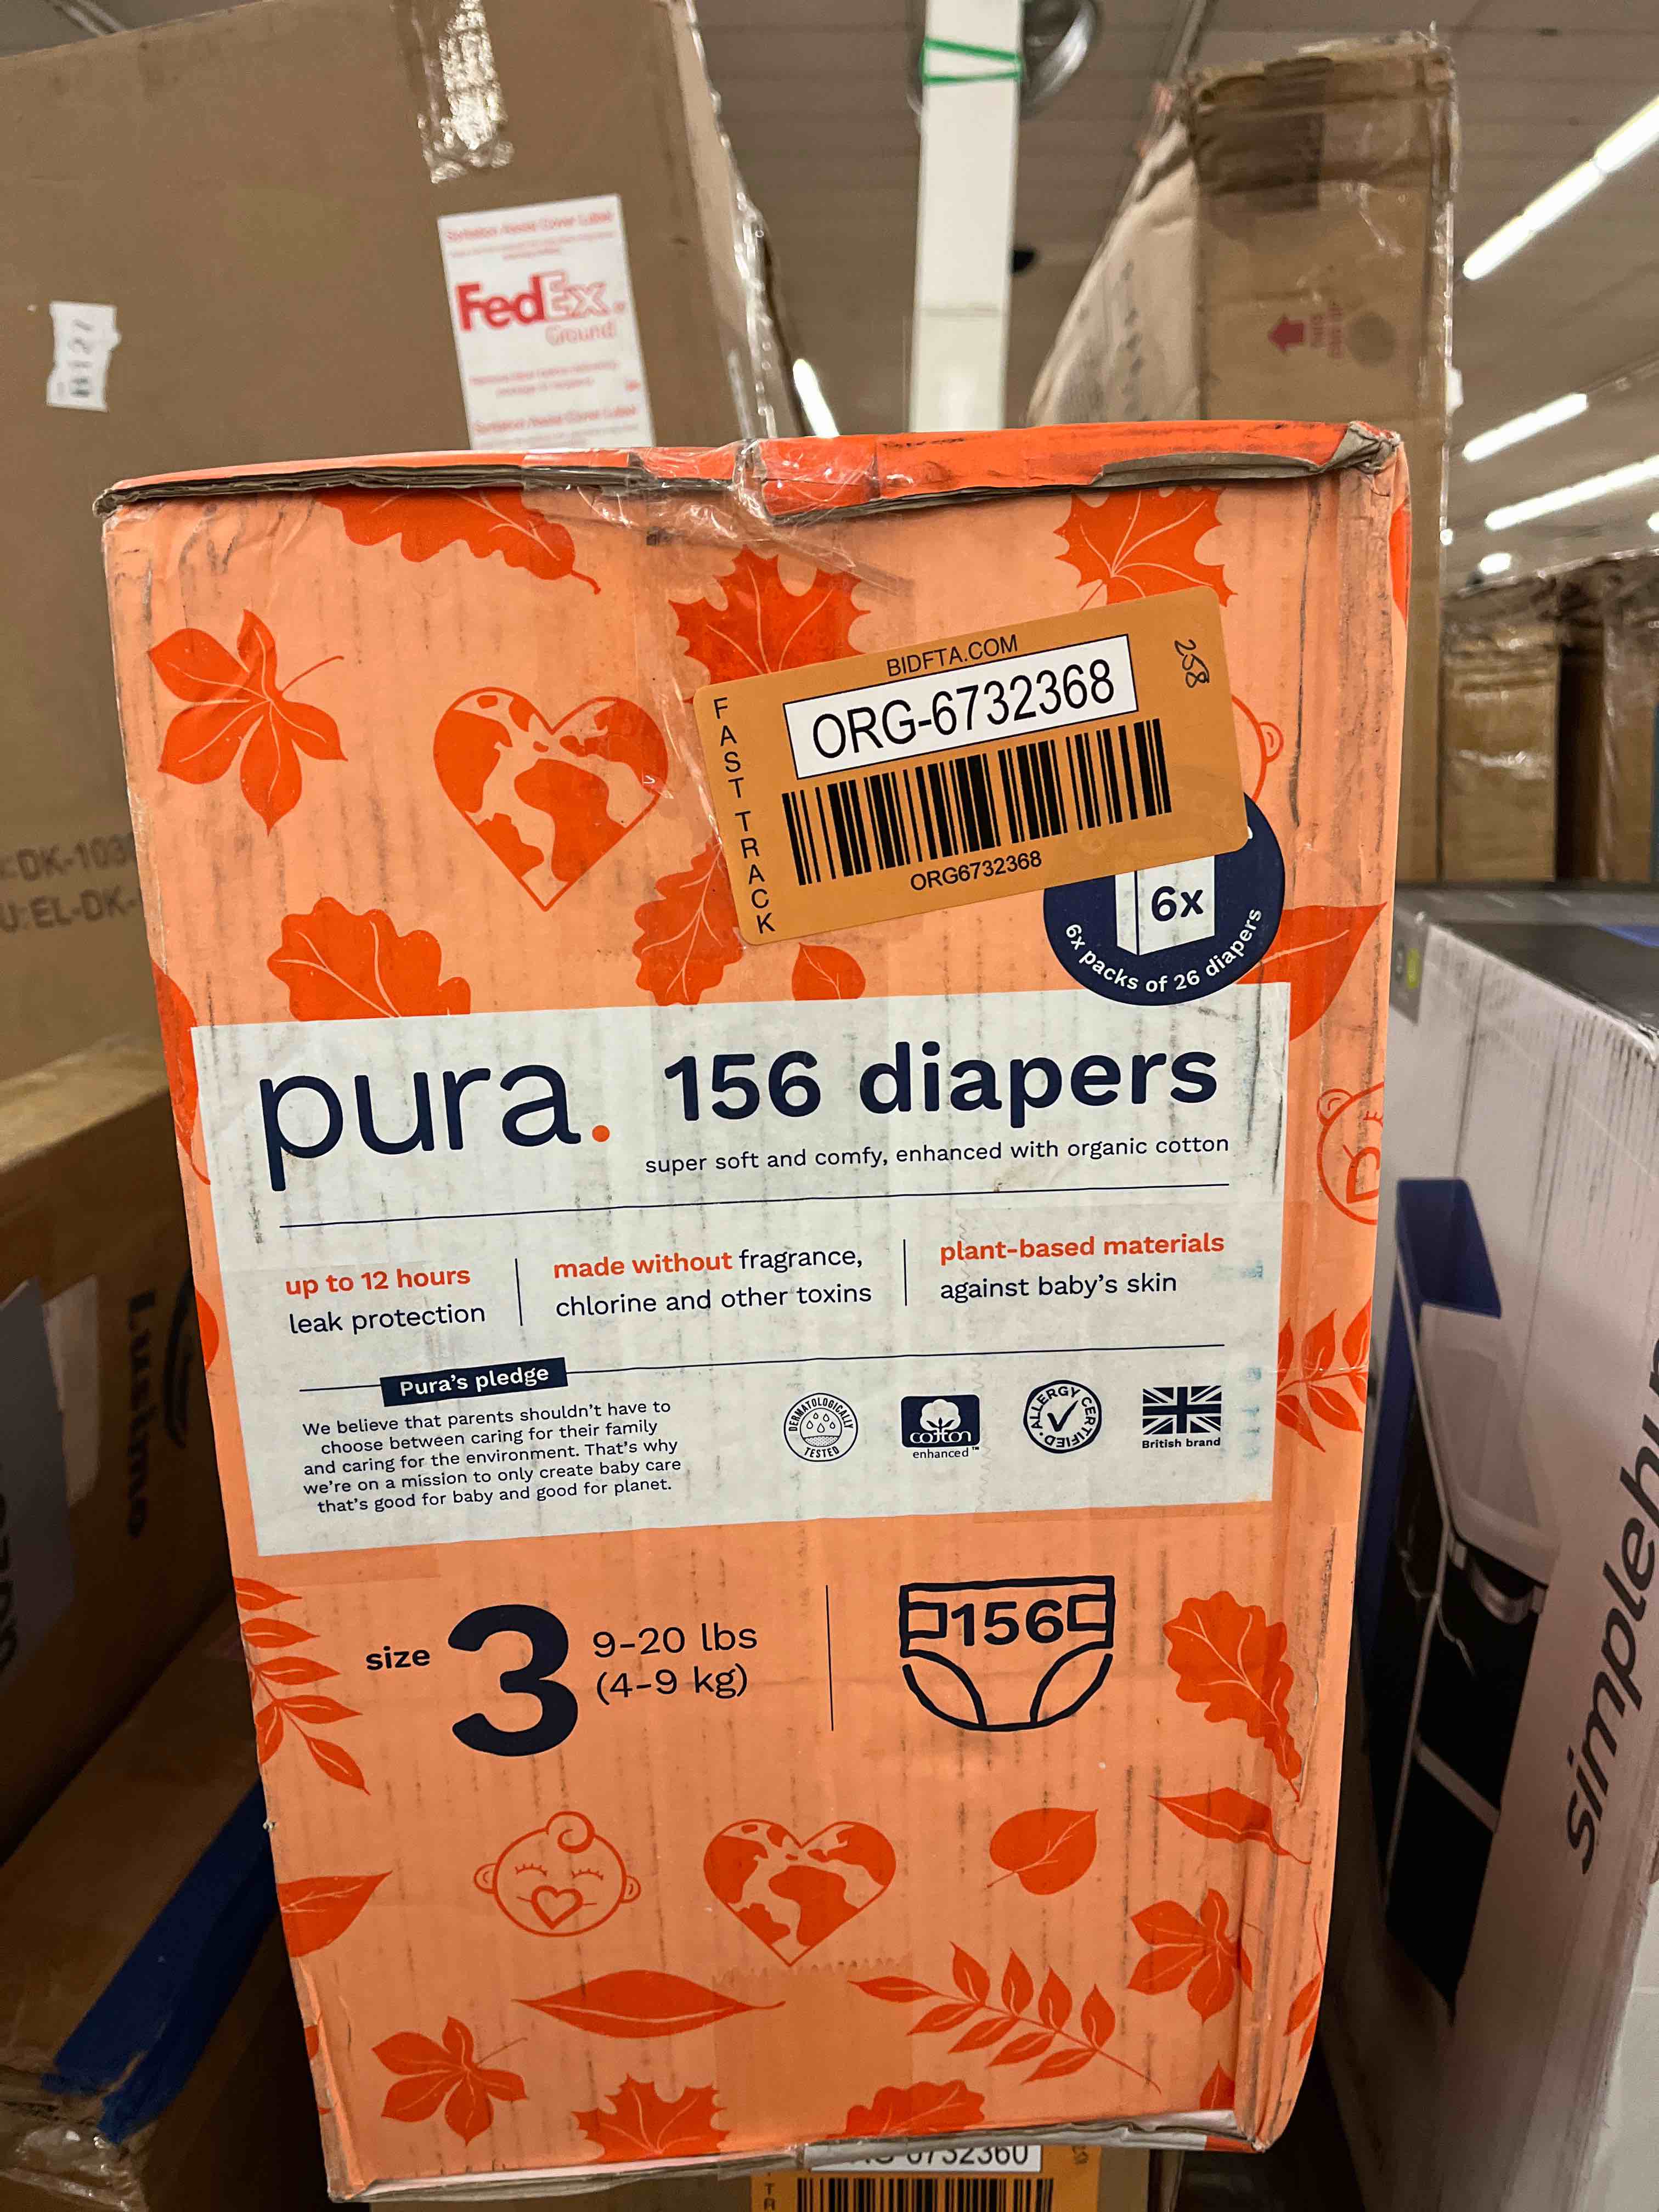 FedEx
Ground
B127
BIDFTA.COM
258
ORG-6732368
FAST TRACK
ORG6732368
6x
6x packs of 26 diapers
pura.
156 diapers
super soft and comfy, enhanced with organic cotton
up to 12 hours
leak protection
made without fragrance,
chlorine and other toxins
plant-based materials
against baby's skin
Pura's pledge
We believe that parents shouldn't have to
choose between caring for their family
and caring for the environment. That's why
we're on a mission to only create baby care
that's good for baby and good for planet.
DERMATOLOGICALLY
TESTED
cotton
enhanced™
ALLERGY CERTIFIED
British brand
size 3
9-20 lbs
(4-9 kg)
156